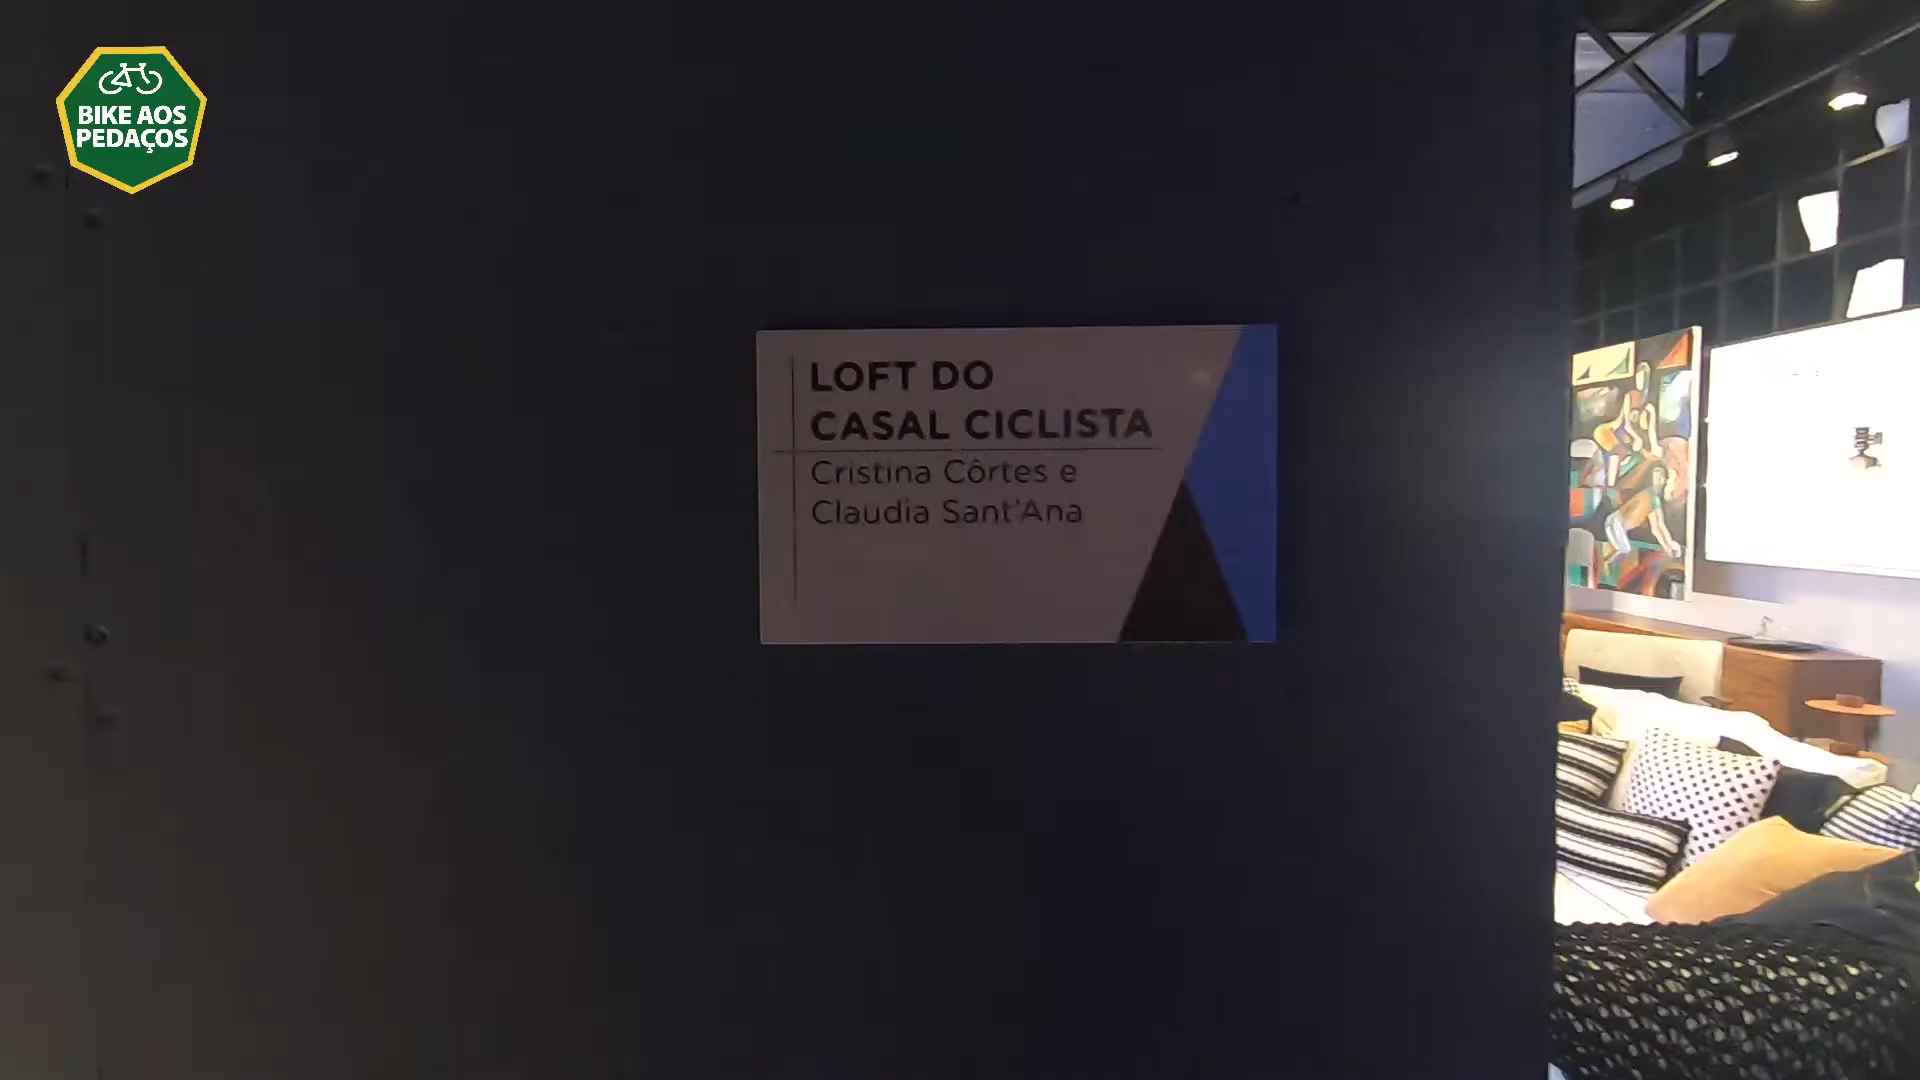 BIKE AOS
PEDAÇOS
LOFT DO
CASAL CICLISTA
Cristina Côrtes e
Claudia Sant'Ana